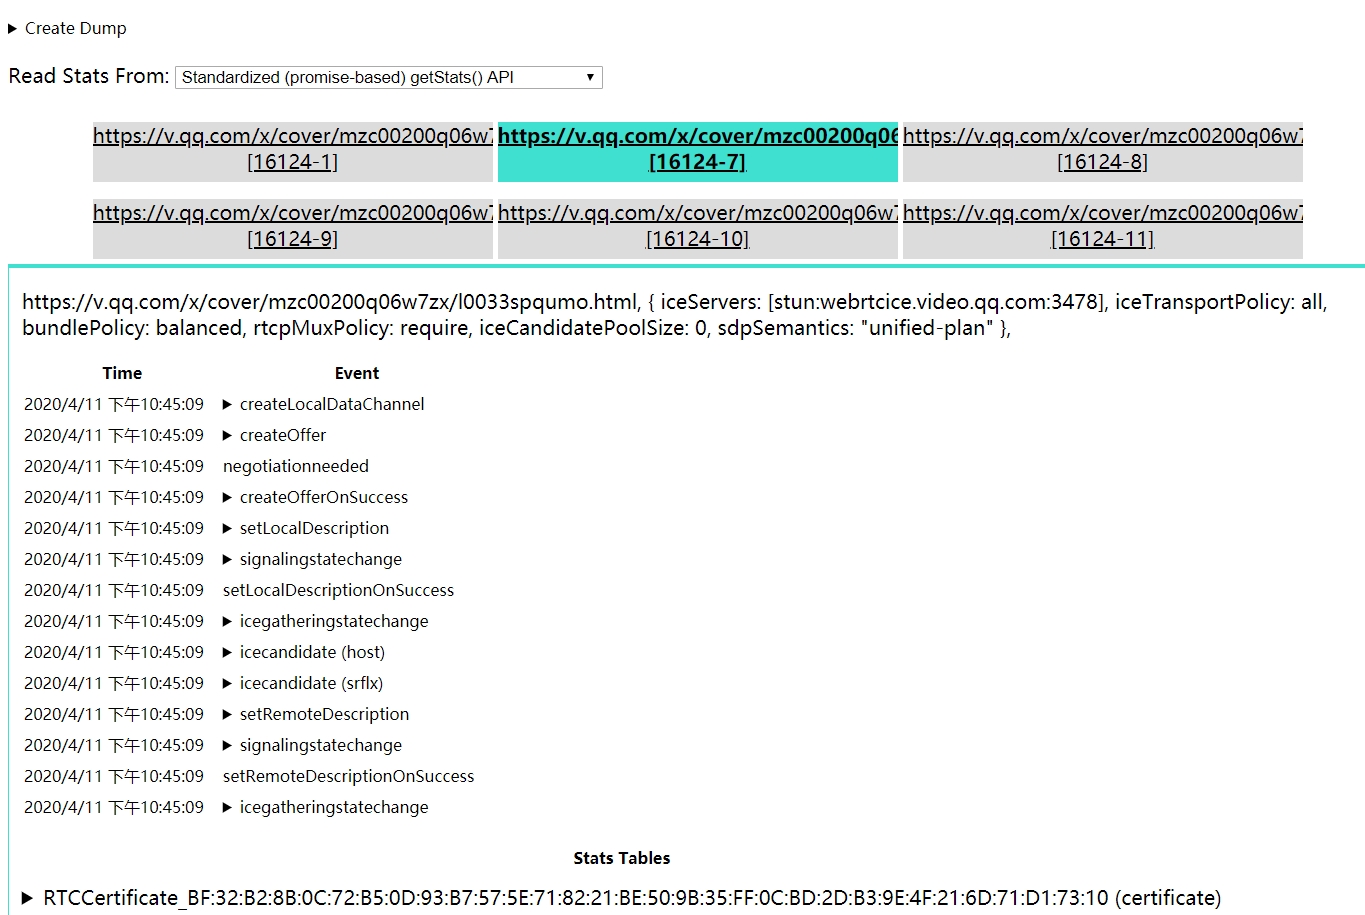 Create Dump
Read Stats From: Standardized (promise-based) getStats() API
https://v.qq.com/x/cover/mzc00200q06w7
[16124-1]
https://v.qq.com/x/cover/mzc00200q06
[16124-7]
https://v.qq.com/x/cover/mzc00200q06w7
[16124-8]
https://v.qq.com/x/cover/mzc00200q06w7
[16124-9]
https://v.qq.com/x/cover/mzc00200q06w7
[16124-10]
https://v.qq.com/x/cover/mzc00200q06w7
[16124-11]
https://v.qq.com/x/cover/mzc00200q06w7zx/l0033spqumo.html, { iceServers: [stun:webrtcice.video.qq.com:3478], iceTransportPolicy: all,
bundlePolicy: balanced, rtcpMuxPolicy: require, iceCandidatePoolSize: 0, sdpSemantics: "unified-plan" },
Time Event
2020/4/11 下午10:45:09 createLocalDataChannel
2020/4/11 下午10:45:09 createOffer
2020/4/11 下午10:45:09 negotiationneeded
2020/4/11 下午10:45:09 createOfferOnSuccess
2020/4/11 下午10:45:09 setLocalDescription
2020/4/11 下午10:45:09 signalingstatechange
2020/4/11 下午10:45:09 setLocalDescriptionOnSuccess
2020/4/11 下午10:45:09 icegatheringstatechange
2020/4/11 下午10:45:09 icecandidate (host)
2020/4/11 下午10:45:09 icecandidate (srflx)
2020/4/11 下午10:45:09 setRemoteDescription
2020/4/11 下午10:45:09 signalingstatechange
2020/4/11 下午10:45:09 setRemoteDescriptionOnSuccess
2020/4/11 下午10:45:09 icegatheringstatechange
Stats Tables
RTCCertificate_BF:32:B2:8B:0C:72:B5:0D:93:B7:57:5E:71:82:21:BE:50:9B:35:FF:0C:BD:2D:B3:9E:4F:21:6D:71:D1:73:10 (certificate)